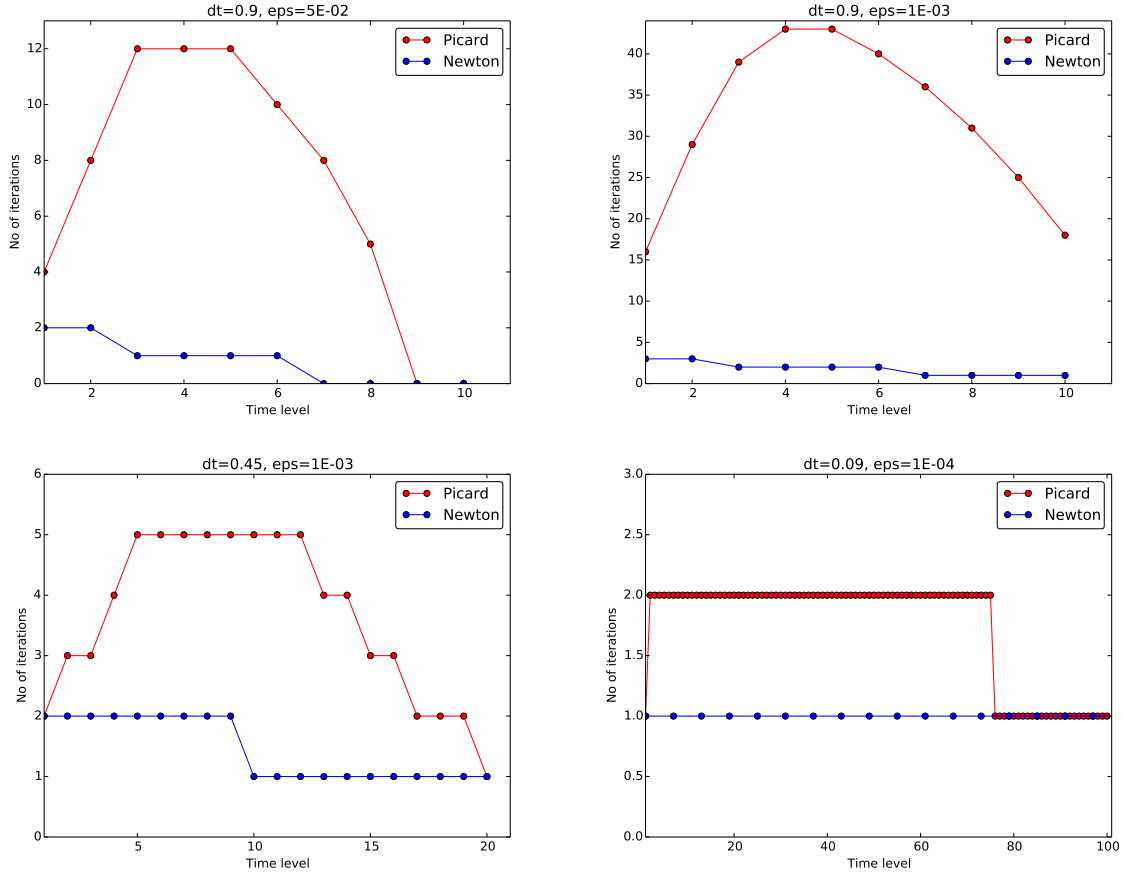 dt=0.9, eps=5E-02
12
10
8
6
4
2
0
No of iterations
Picard
Newton
2 4 6 8 10
Time level
dt=0.9, eps=1E-03
40
35
30
25
20
15
10
5
0
No of iterations
Picard
Newton
2 4 6 8 10
Time level
dt=0.45, eps=1E-03
6
5
4
3
2
1
0
No of iterations
Picard
Newton
5 10 15 20
Time level
dt=0.09, eps=1E-04
3.0
2.5
2.0
1.5
1.0
0.5
0.0
No of iterations
Picard
Newton
20 40 60 80 100
Time level